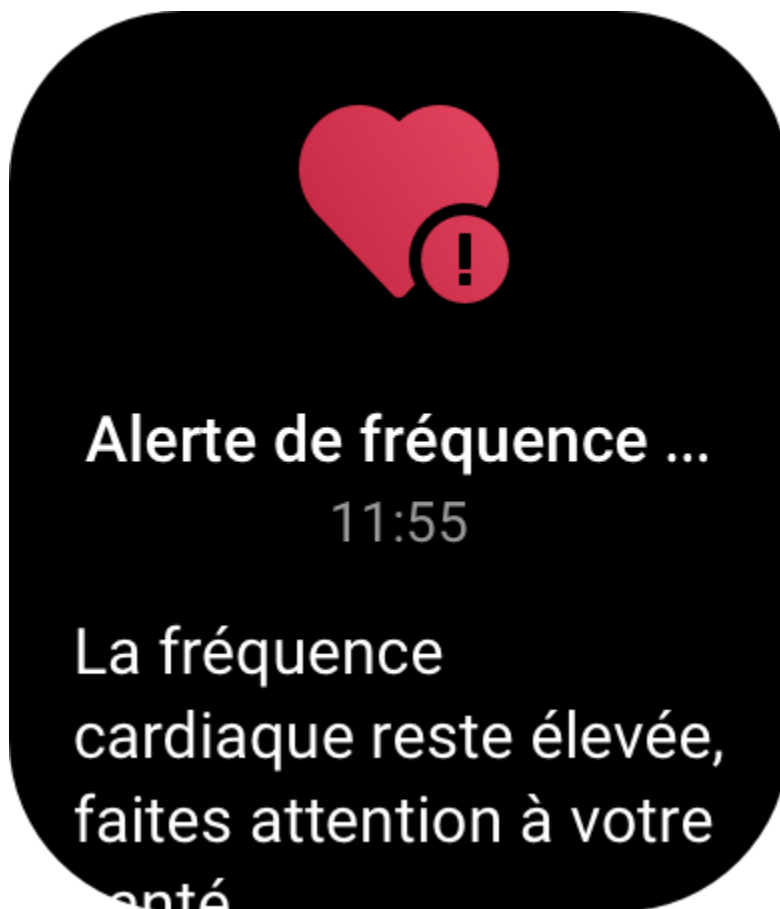 Alerte de fréquence ...
11:55
La fréquence
cardiaque reste élevée,
faites attention à votre